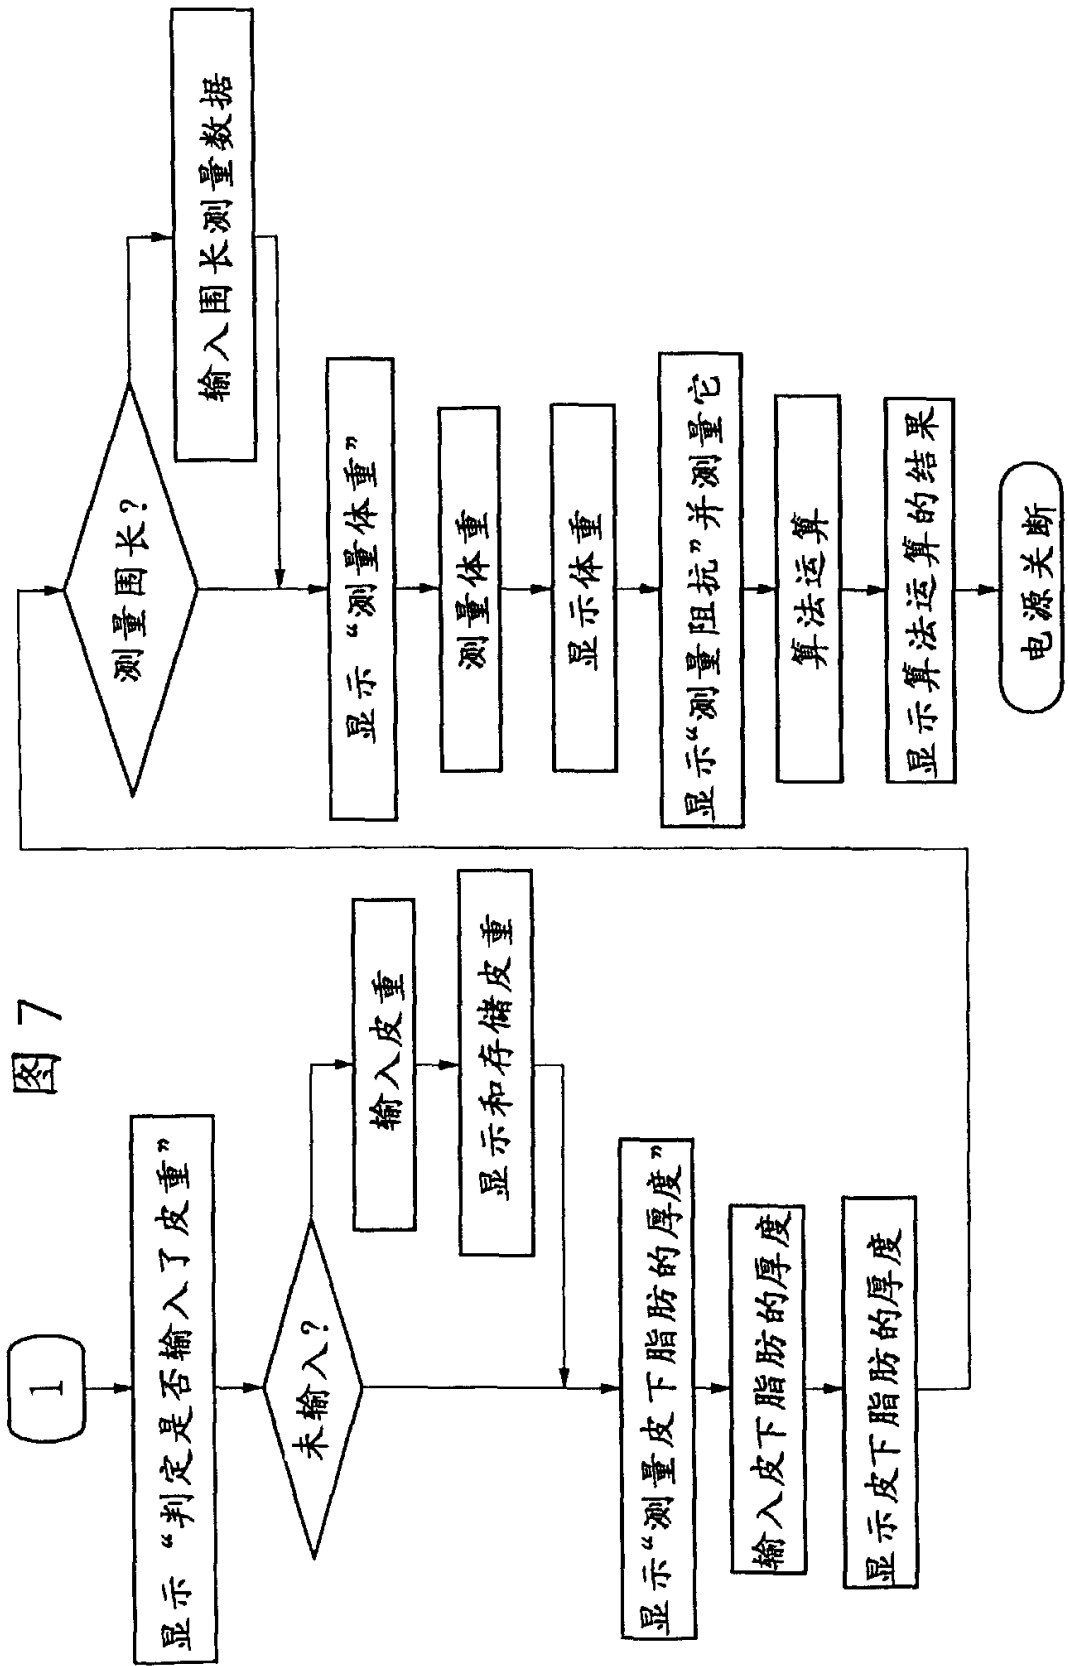 图 7
1
显示“判定是否输入了皮重”
未输入?
输入皮重
显示和存储皮重
显示“测量皮下脂肪的厚度”
输入皮下脂肪的厚度
显示皮下脂肪的厚度
测量围长?
输入围长测量数据
显示“测量体重”
测量体重
显示体重
显示“测量阻抗”并测量它
算法运算
显示算法运算的结果
电源关断